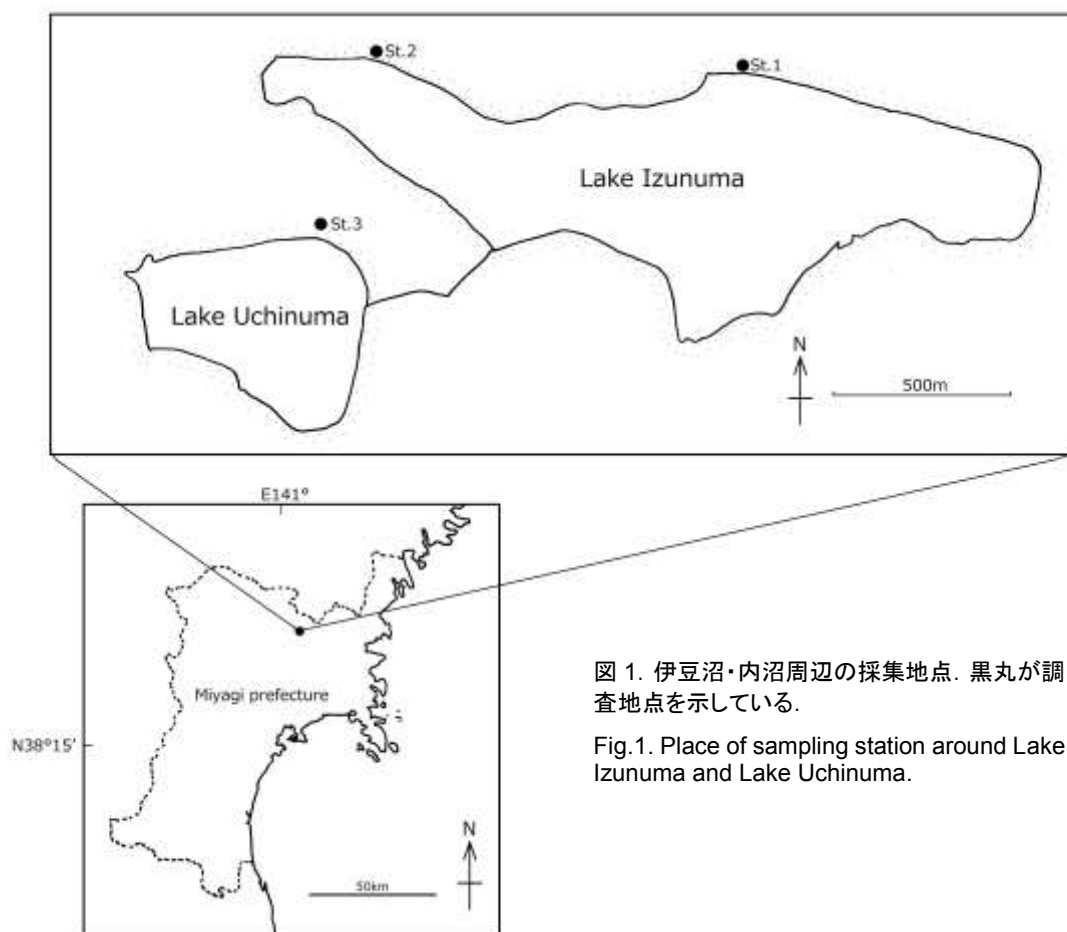 St.2
St.1
Lake Izunuma
St.3
Lake Uchinuma
N
500m
E141°
Miyagi prefecture
N38°15'
N
50km
図 1. 伊豆沼・内沼周辺の採集地点. 黒丸が調
査地点を示している.
Fig.1. Place of sampling station around Lake
Izunuma and Lake Uchinuma.